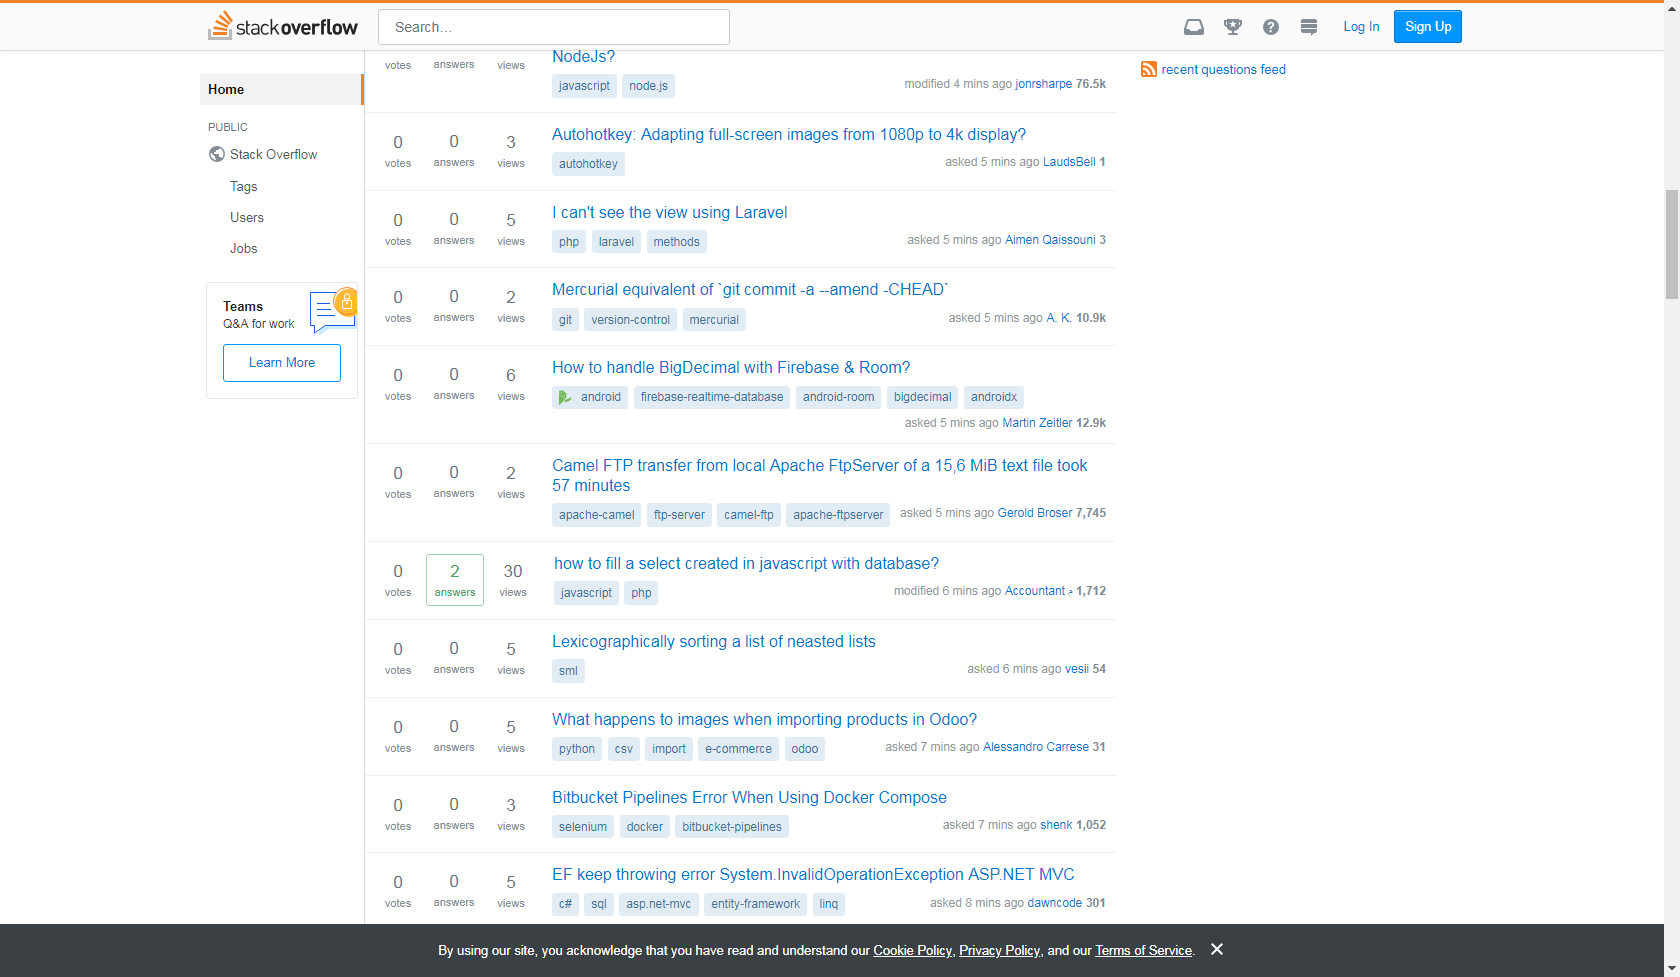 stackoverflow
Search…
Log In
Sign Up
Home
PUBLIC
Stack Overflow
Tags
Users
Jobs
Teams
Q&A for work
Learn More
votes answers views
NodeJs?
javascript node.js
modified 4 mins ago jonrsharpe 76.5k
0 votes 0 answers 3 views
Autohotkey: Adapting full-screen images from 1080p to 4k display?
autohotkey
asked 5 mins ago LaudsBell 1
0 votes 0 answers 5 views
I can't see the view using Laravel
php laravel methods
asked 5 mins ago Aimen Qaissouni 3
0 votes 0 answers 2 views
Mercurial equivalent of `git commit -a --amend -CHEAD`
git version-control mercurial
asked 5 mins ago A. K. 10.9k
0 votes 0 answers 6 views
How to handle BigDecimal with Firebase & Room?
android firebase-realtime-database android-room bigdecimal androidx
asked 5 mins ago Martin Zeitler 12.9k
0 votes 0 answers 2 views
Camel FTP transfer from local Apache FtpServer of a 15,6 MiB text file took
57 minutes
apache-camel ftp-server camel-ftp apache-ftpserver
asked 5 mins ago Gerold Broser 7,745
0 votes 2 answers 30 views
how to fill a select created in javascript with database?
javascript php
modified 6 mins ago Accountant م 1,712
0 votes 0 answers 5 views
Lexicographically sorting a list of neasted lists
sml
asked 6 mins ago vesii 54
0 votes 0 answers 5 views
What happens to images when importing products in Odoo?
python csv import e-commerce odoo
asked 7 mins ago Alessandro Carrese 31
0 votes 0 answers 3 views
Bitbucket Pipelines Error When Using Docker Compose
selenium docker bitbucket-pipelines
asked 7 mins ago shenk 1,052
0 votes 0 answers 5 views
EF keep throwing error System.InvalidOperationException ASP.NET MVC
c# sql asp.net-mvc entity-framework linq
asked 8 mins ago dawncode 301
recent questions feed
By using our site, you acknowledge that you have read and understand our Cookie Policy, Privacy Policy, and our Terms of Service.